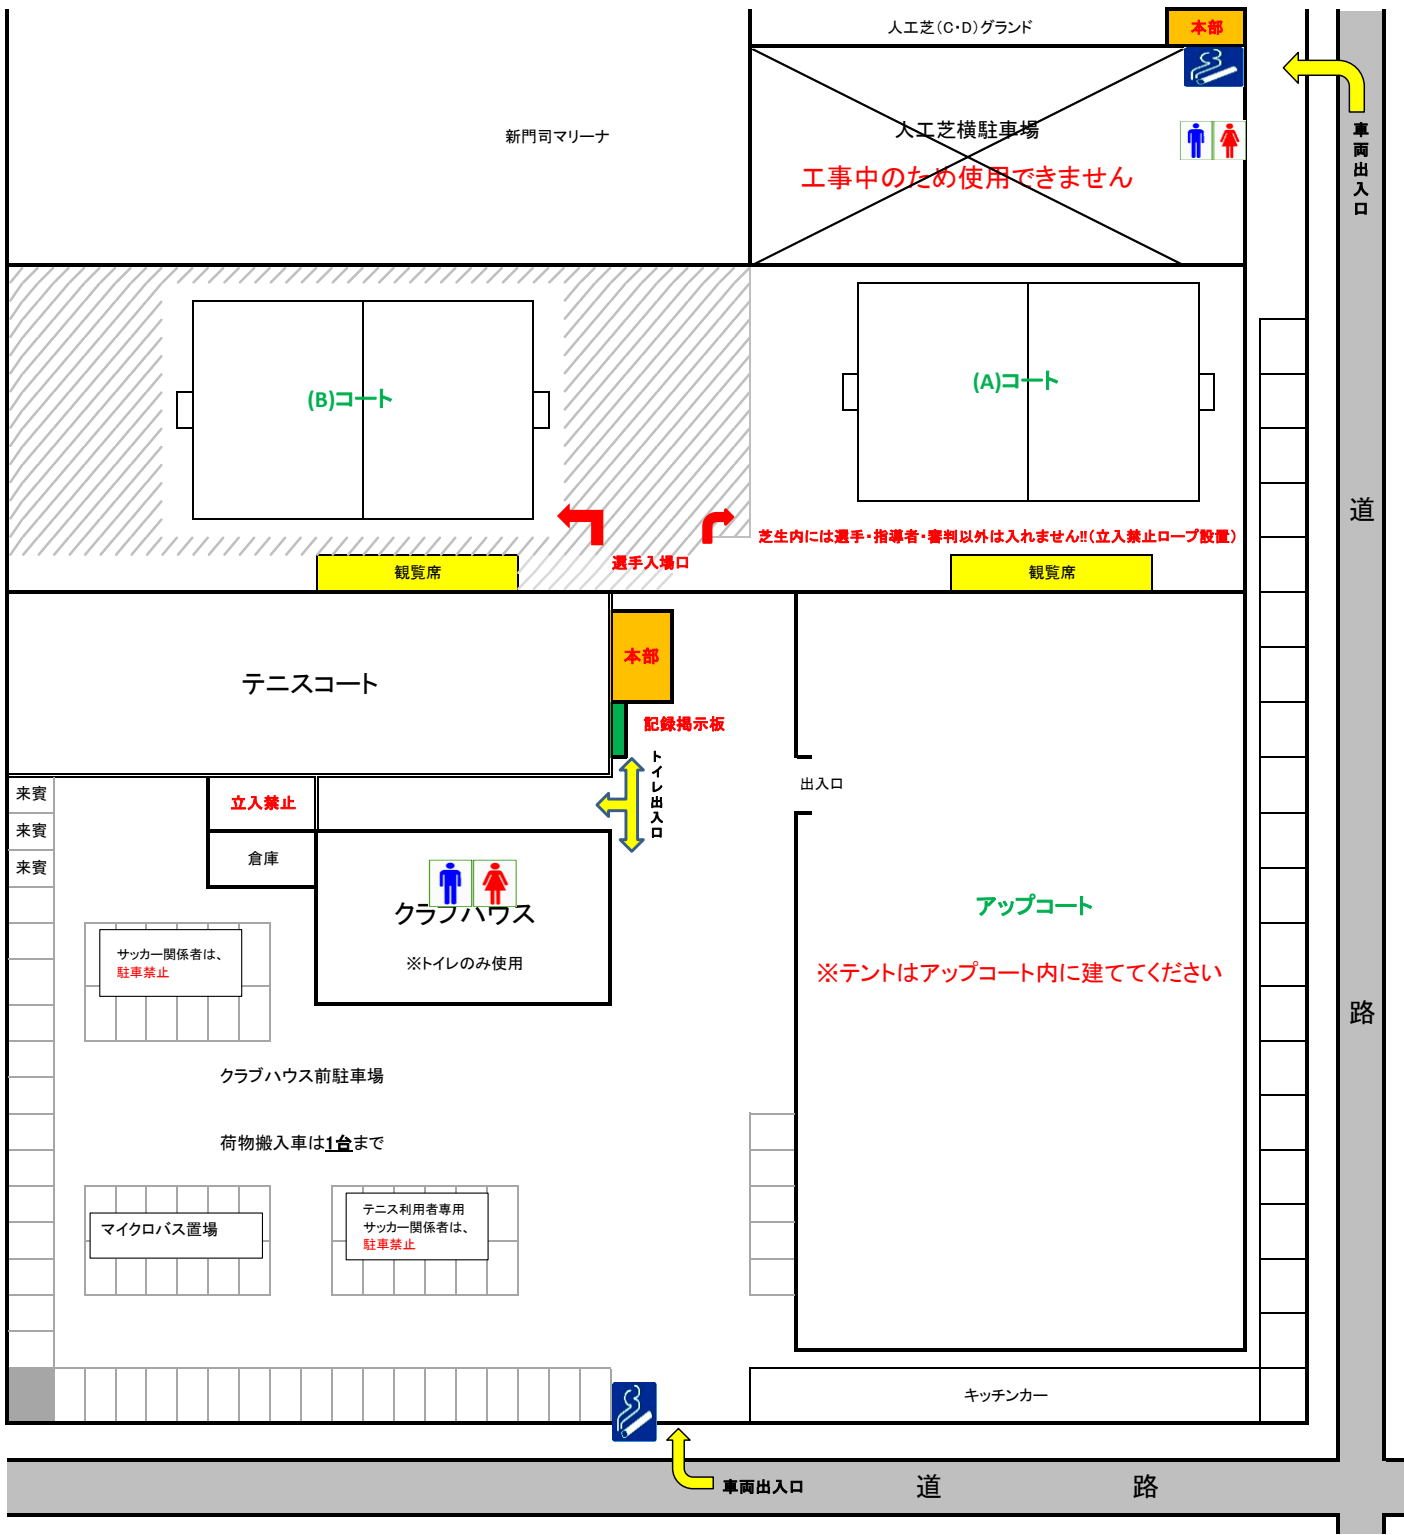 人工芝(C・D)グランド
本部
新門司マリーナ
人工芝横駐車場
工事中のため使用できません
車両出入口
(B)コート
(A)コート
道
芝生内には選手・指導者・審判以外は入れません!!(立入禁止ロープ設置)
選手入場口
観覧席
観覧席
テニスコート
本部
記録掲示板
トイレ出入口
出入口
来賓
来賓
来賓
立入禁止
倉庫
クラブハウス
※トイレのみ使用
アップコート
※テントはアップコート内に建ててください
サッカー関係者は、
駐車禁止
路
クラブハウス前駐車場
荷物搬入車は1台まで
マイクロバス置場
テニス利用者専用
サッカー関係者は、
駐車禁止
キッチンカー
車両出入口
道 路